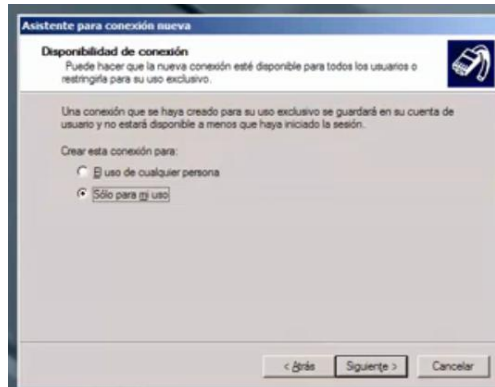 Asistente para conexión nueva
Disponibilidad de conexión
Puede hacer que la nueva conexión esté disponible para todos los usuarios o
restringirla para su uso exclusivo.
Una conexión que se haya creado para su uso exclusivo se guardará en su cuenta de
usuario y no estará disponible a menos que haya iniciado la sesión.
Crear esta conexión para:
El uso de cualquier persona
Sólo para mi uso
< Atrás
Siguiente >
Cancelar